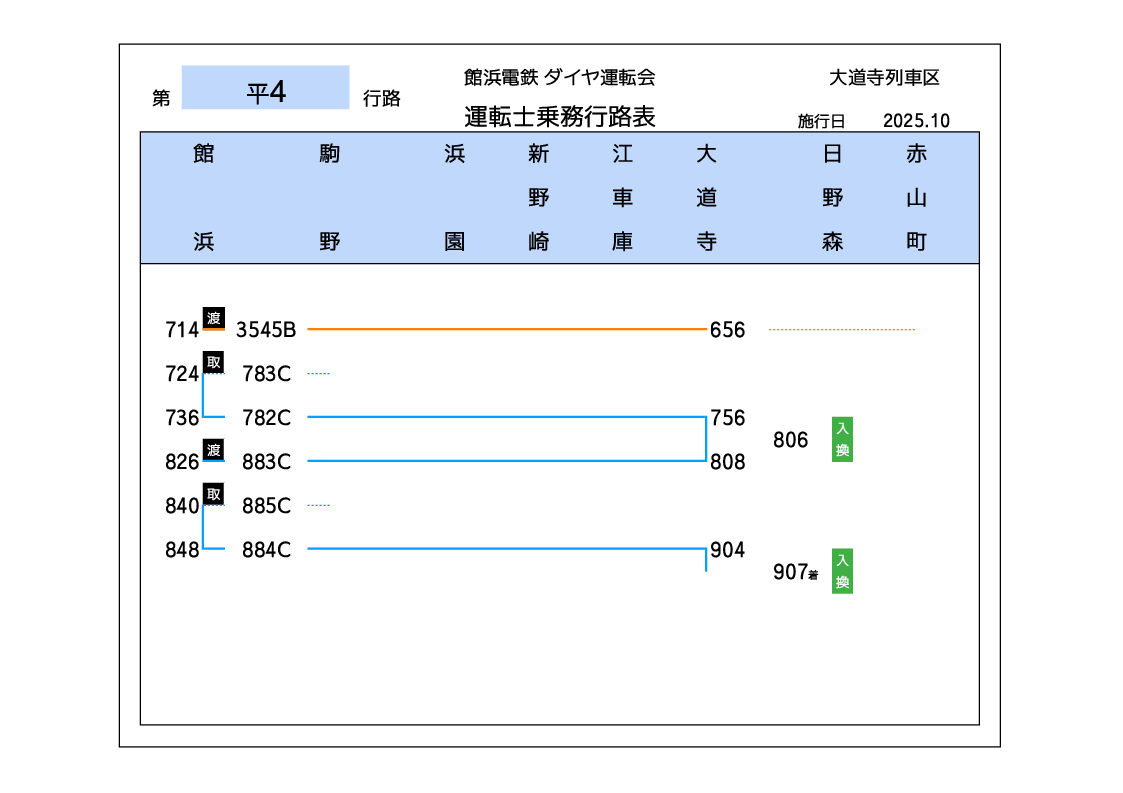 第 平4 行路
館浜電鉄 ダイヤ運転会
運転士乗務行路表
大道寺列車区
施行日 2025.10
館浜 駒野 浜園 新野崎 江車庫 大道寺 日野森 赤山町
714 渡 3545B 656
724 取 783C
736 782C 756
806 入換
826 渡 883C 808
840 取 885C
848 884C 904
907着 入換